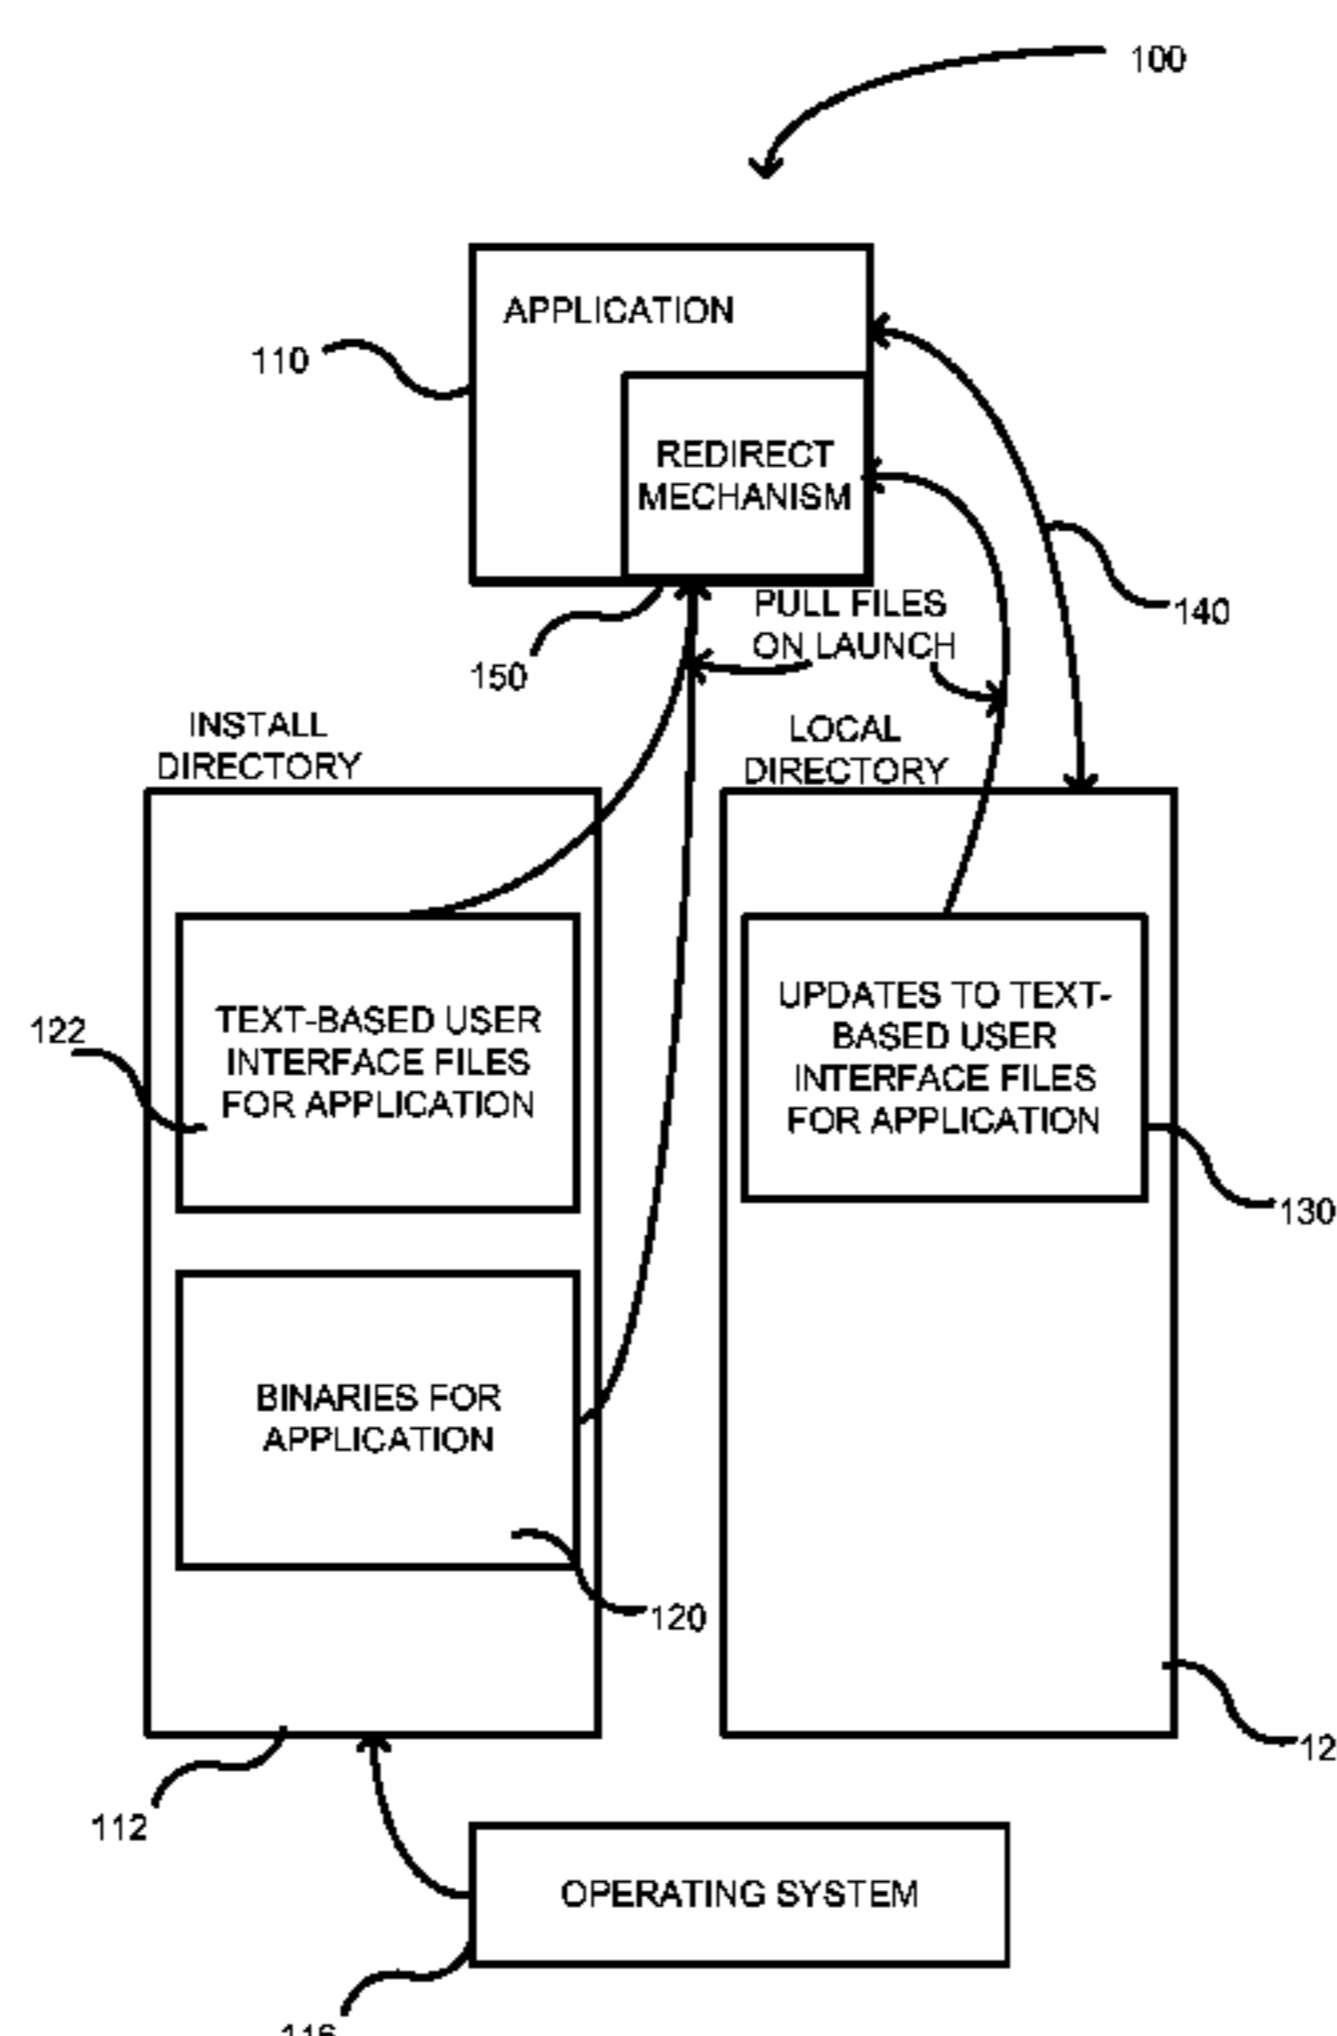 100
APPLICATION
110
REDIRECT
MECHANISM
PULL FILES
ON LAUNCH
140
150
INSTALL
DIRECTORY
LOCAL
DIRECTORY
122
TEXT-BASED USER
INTERFACE FILES
FOR APPLICATION
UPDATES TO TEXT-
BASED USER
INTERFACE FILES
FOR APPLICATION
130
BINARIES FOR
APPLICATION
120
12
112
OPERATING SYSTEM